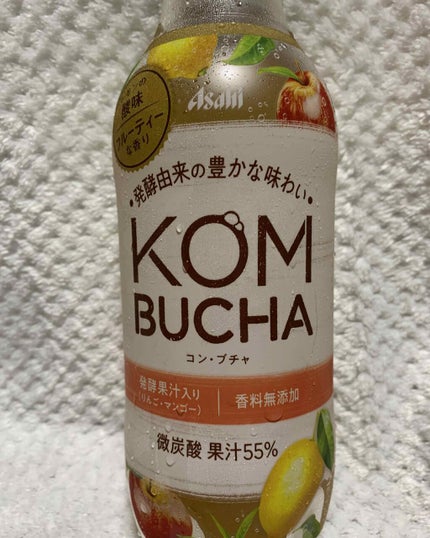 酸味
フルーティー
な香り
Asahi
発酵由来の豊かな味わい
KOM
BUCHA
コン・ブチャ
発酵果汁入り
(りんご・マンゴー)
香料無添加
微炭酸 果汁55%